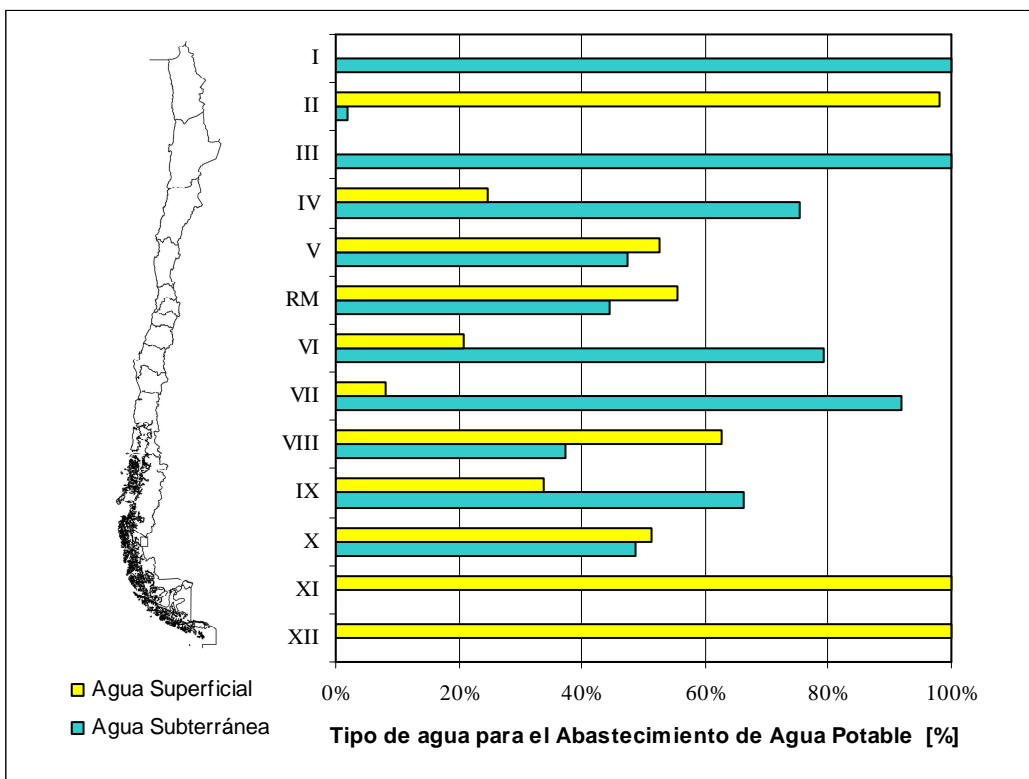 I
II
III
IV
V
RM
VI
VII
VIII
IX
X
XI
XII
0% 20% 40% 60% 80% 100%
Agua Superficial
Agua Subterránea
Tipo de agua para el Abastecimiento de Agua Potable [%]